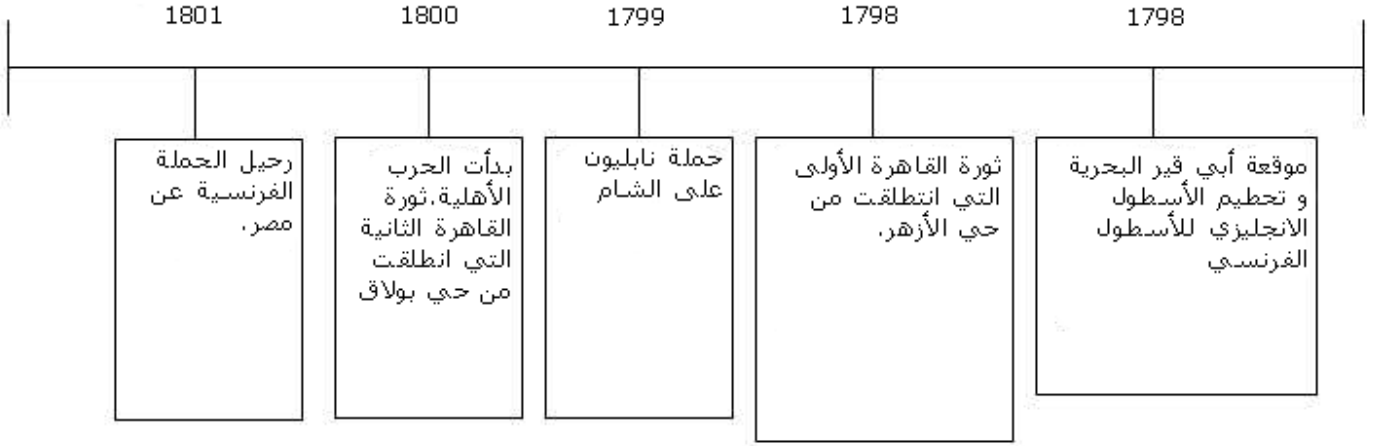 1798
موقعة أبي قير البحرية
و تحطيم الأسطول
الانجليزي للأسطول
الفرنسي
1798
ثورة القاهرة الأولى
التي انتطلقت من
حي الأزهر.
1799
حملة نابليون
على الشام
1800
بدأت الحرب
الأهلية.ثورة
القاهرة الثانية
التي انطلقت
من حي بولاق
1801
رحيل الحملة
الفرنسية عن
مصر.